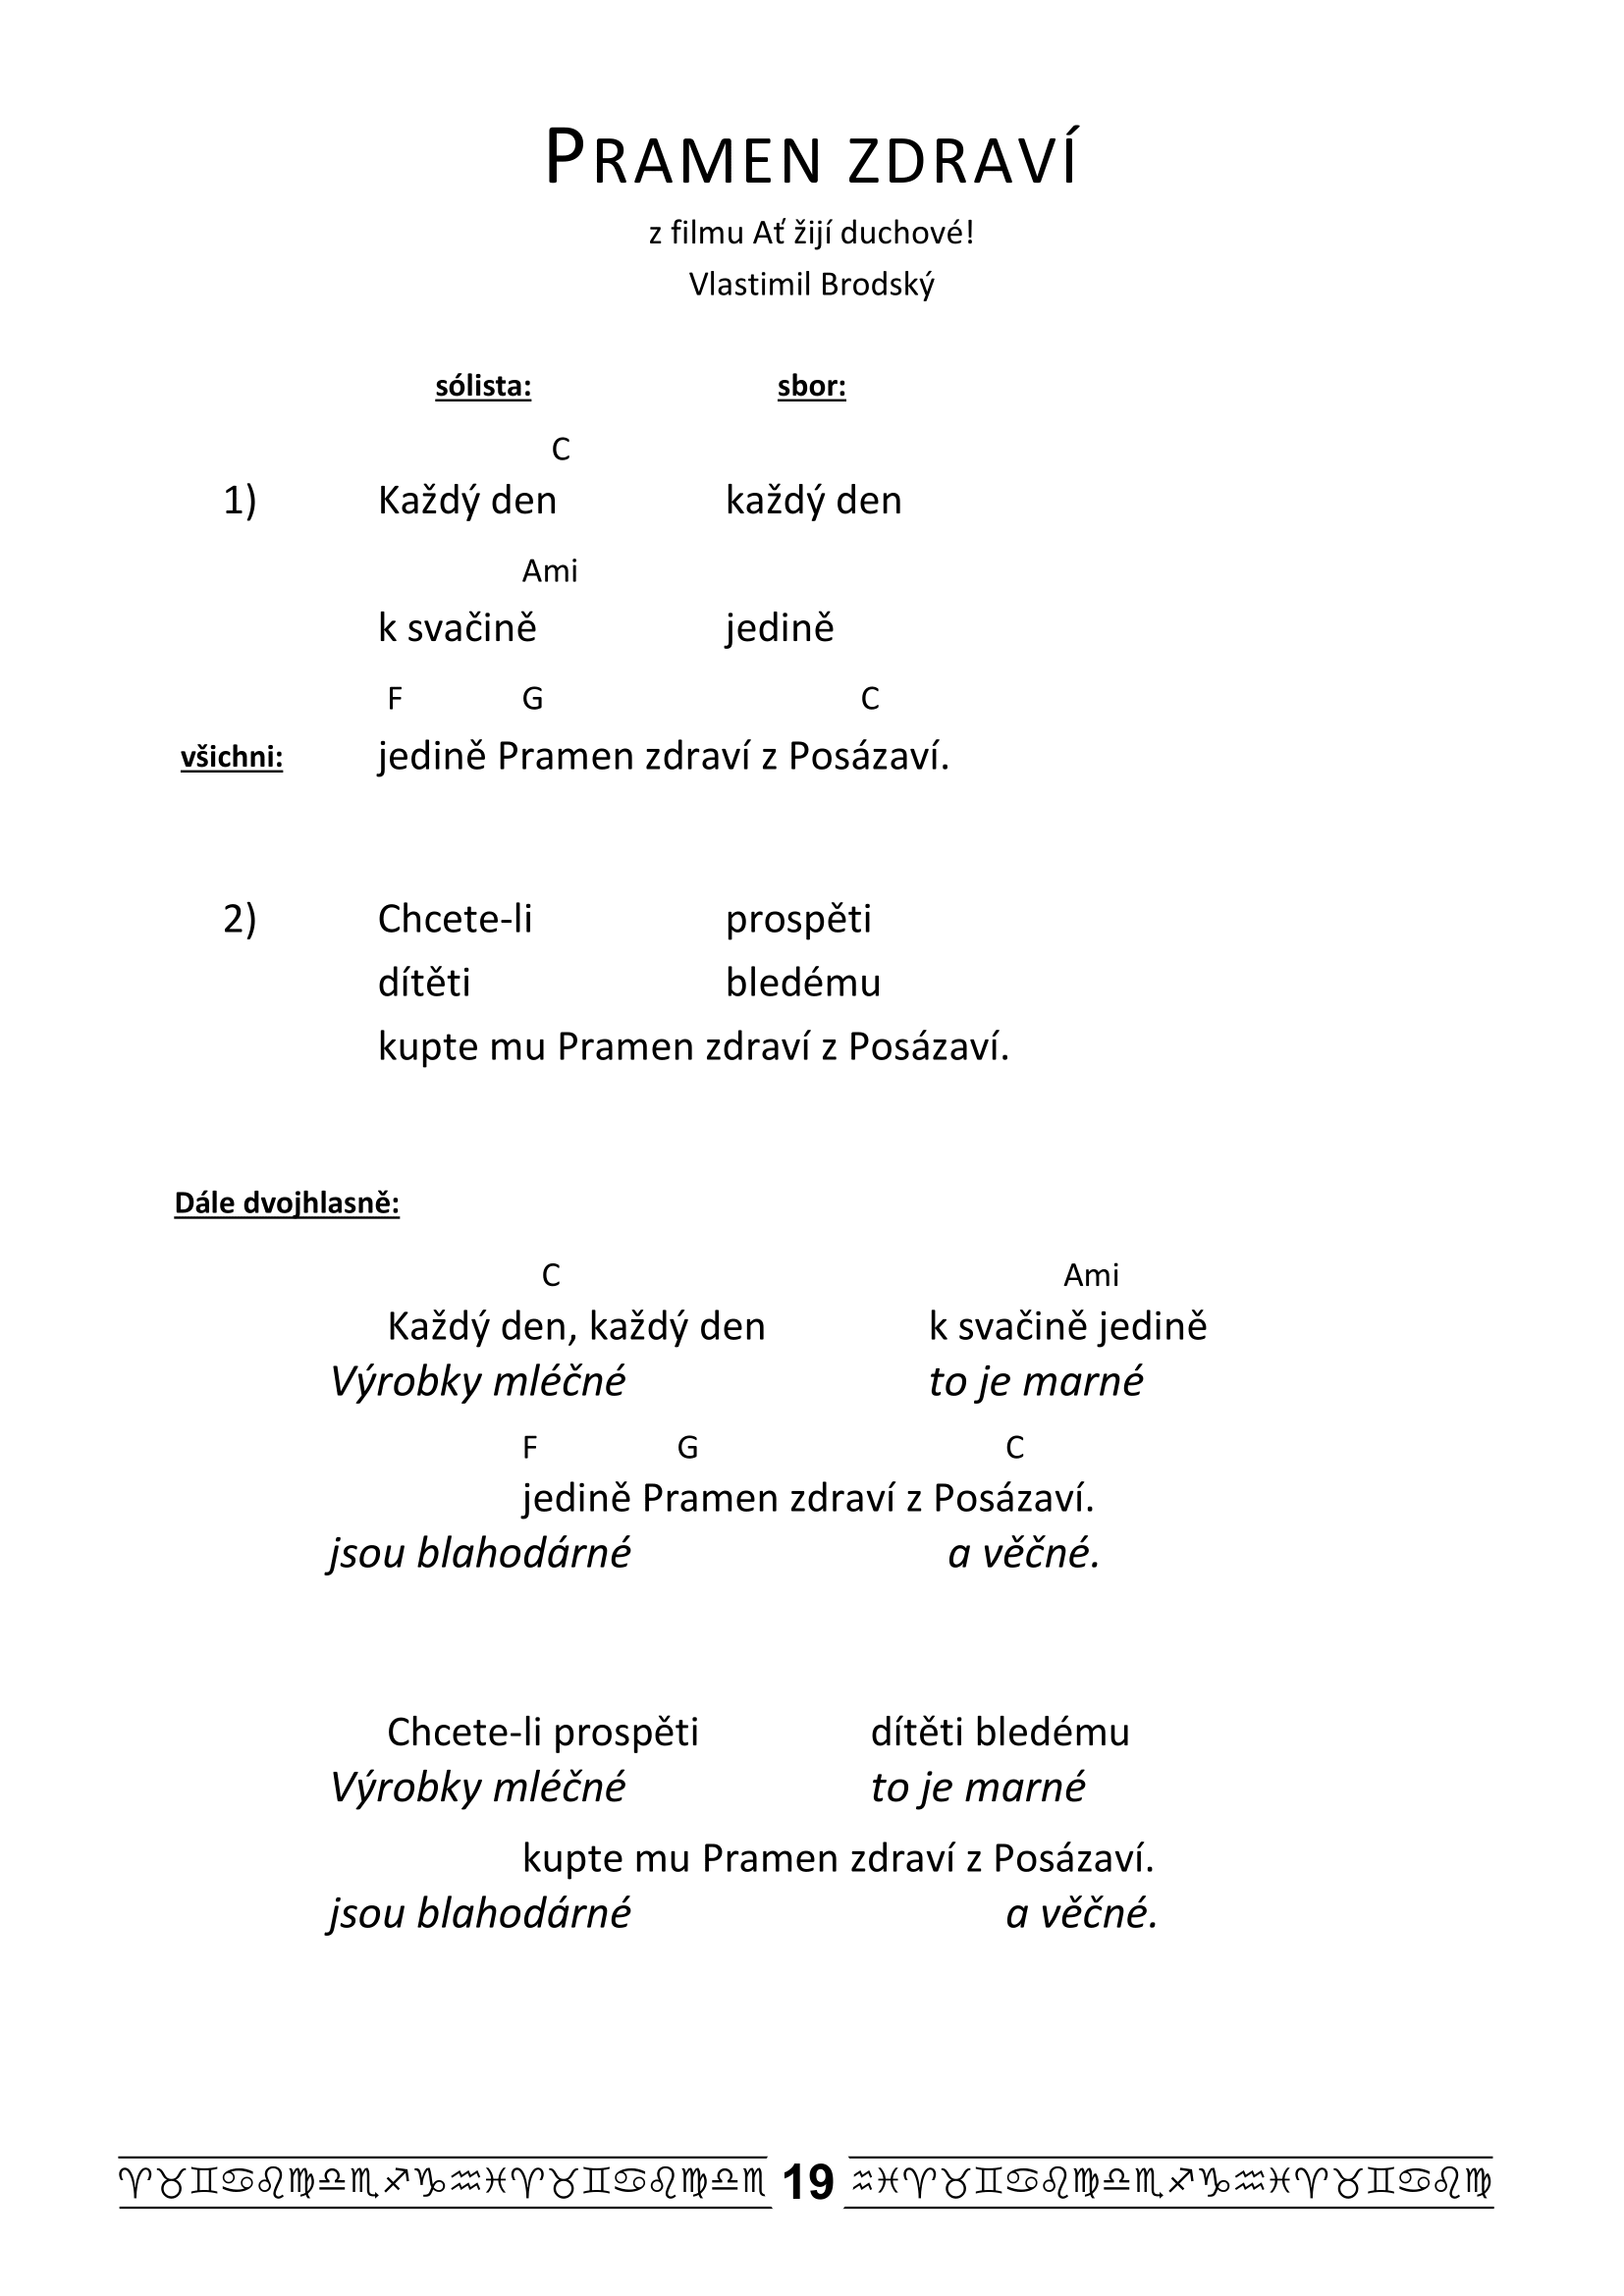 PRAMEN ZDRAVÍ
z filmu Ať žijí duchové!
Vlastimil Brodský
sólista: sbor:
C
1) Každý den každý den
Ami
k svačině jedině
F G C
všichni: jedině Pramen zdraví z Posázaví.
2) Chcete-li prospěti
dítěti bledému
kupte mu Pramen zdraví z Posázaví.
Dále dvojhlasně:
C Ami
Každý den, každý den k svačině jedině
Výrobky mléčné to je marné
F G C
jedině Pramen zdraví z Posázaví.
jsou blahodárné a věčné.
Chcete-li prospěti dítěti bledému
Výrobky mléčné to je marné
kupte mu Pramen zdraví z Posázaví.
jsou blahodárné a věčné.
♈♉♊♋♌♍♎♏♐♑♒♓♈♉♊♋♌♍♎♏ 19 ♒♓♈♉♊♋♌♍♎♏♐♑♒♓♈♉♊♋♌♍